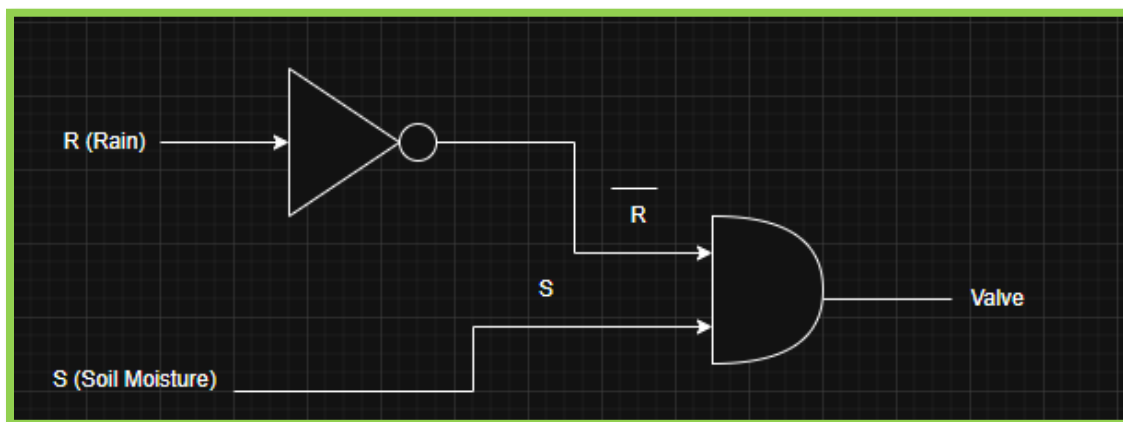 R (Rain)
R
S
Valve
S (Soil Moisture)